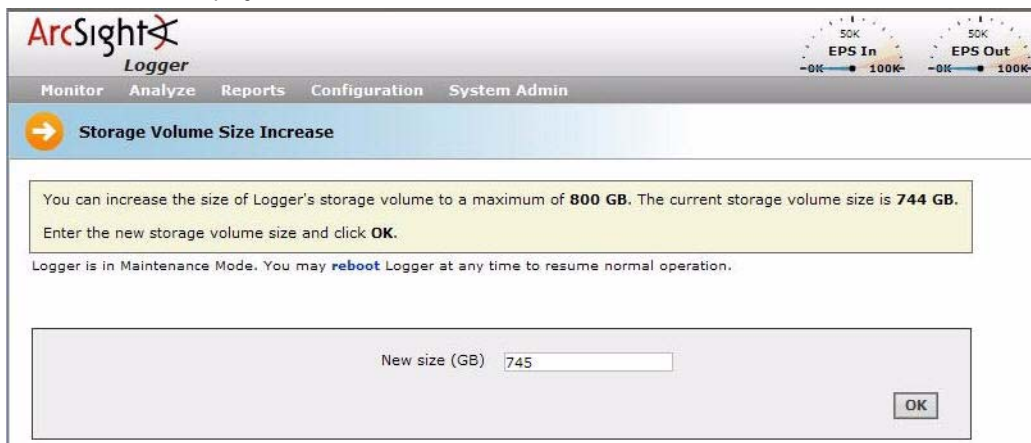 ArcSight
Logger
50K
EPS In
0K 100K
50K
EPS Out
0K 100K
Monitor Analyze Reports Configuration System Admin
Storage Volume Size Increase
You can increase the size of Logger's storage volume to a maximum of 800 GB. The current storage volume size is 744 GB.
Enter the new storage volume size and click OK.
Logger is in Maintenance Mode. You may reboot Logger at any time to resume normal operation.
New size (GB) 745
OK